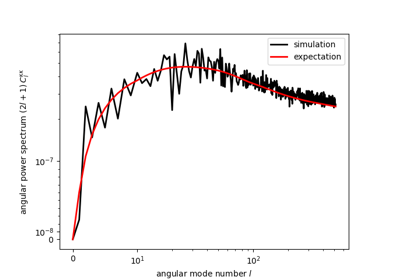 simulation
expectation
angular power spectrum (2l + 1) C_l^{κκ}
10^{-7}
10^{-8}
0
0
10^1
10^2
angular mode number l